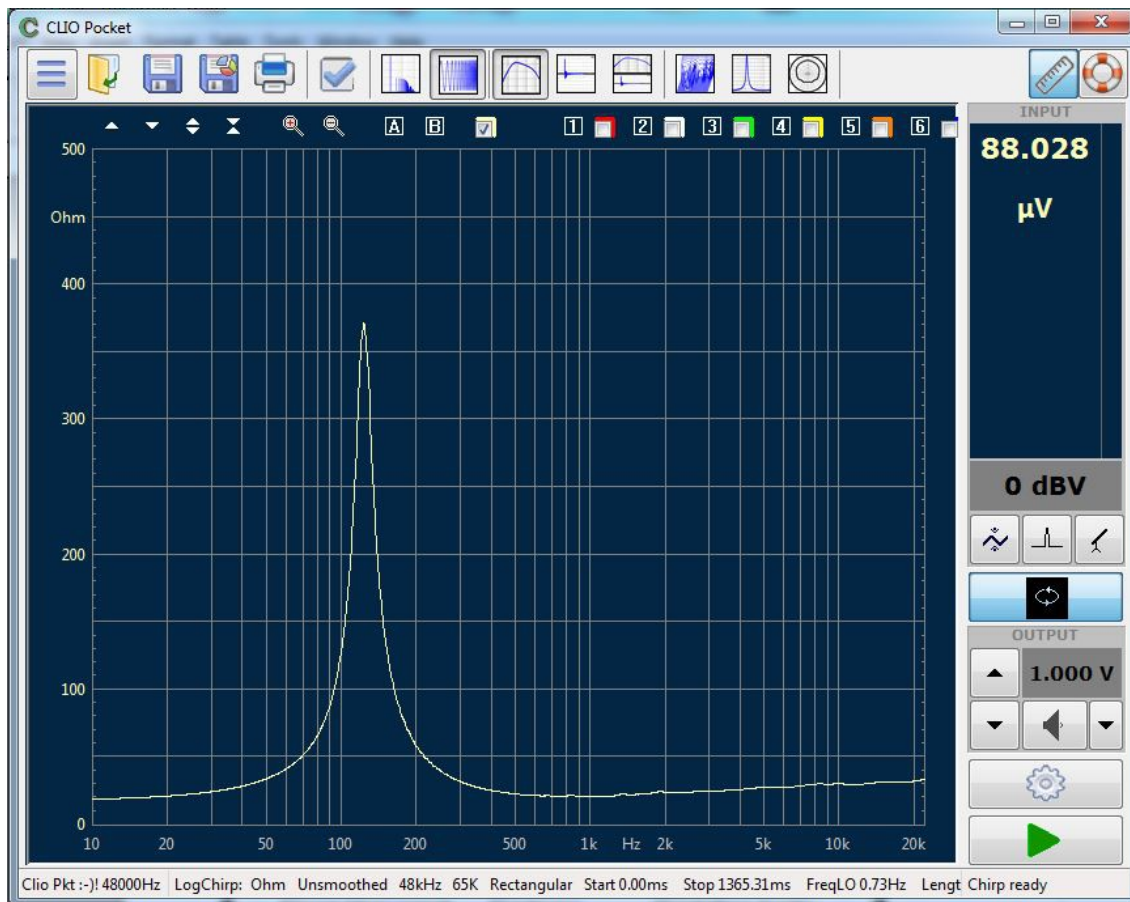 CLIO Pocket
A B 1 2 3 4 5 6
INPUT
88.028
µV
0 dBV
OUTPUT
1.000 V
500
Ohm
400
300
200
100
0
10 20 50 100 200 500 1k Hz 2k 5k 10k 20k
Clio Pkt :-)! 48000Hz LogChirp: Ohm Unsmoothed 48kHz 65K Rectangular Start 0.00ms Stop 1365.31ms FreqLO 0.73Hz Lengt Chirp ready